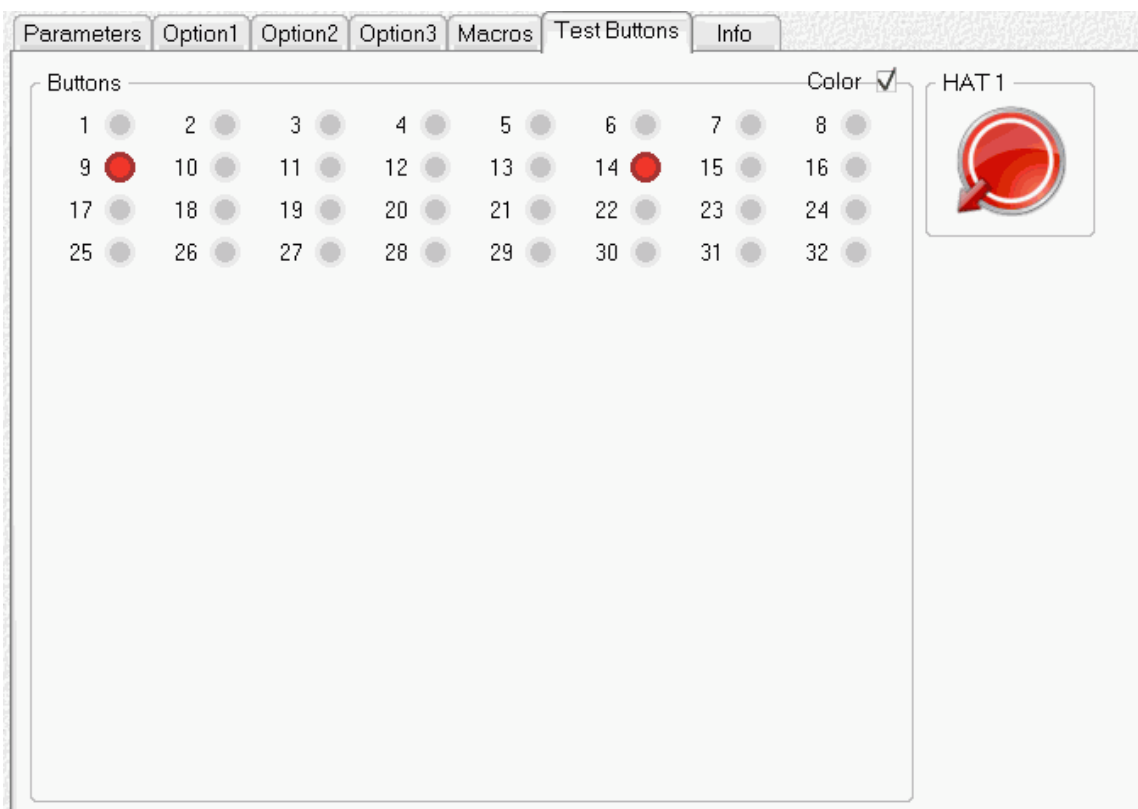 Parameters Option1 Option2 Option3 Macros Test Buttons Info
Buttons Color HAT 1
1 2 3 4 5 6 7 8
9 10 11 12 13 14 15 16
17 18 19 20 21 22 23 24
25 26 27 28 29 30 31 32